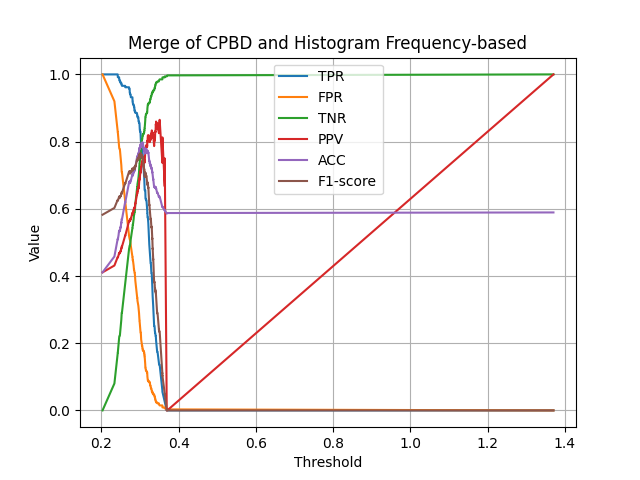 Merge of CPBD and Histogram Frequency-based
1.0
0.8
0.6
0.4
0.2
0.0
Value
TPR
FPR
TNR
PPV
ACC
F1-score
0.2 0.4 0.6 0.8 1.0 1.2 1.4
Threshold